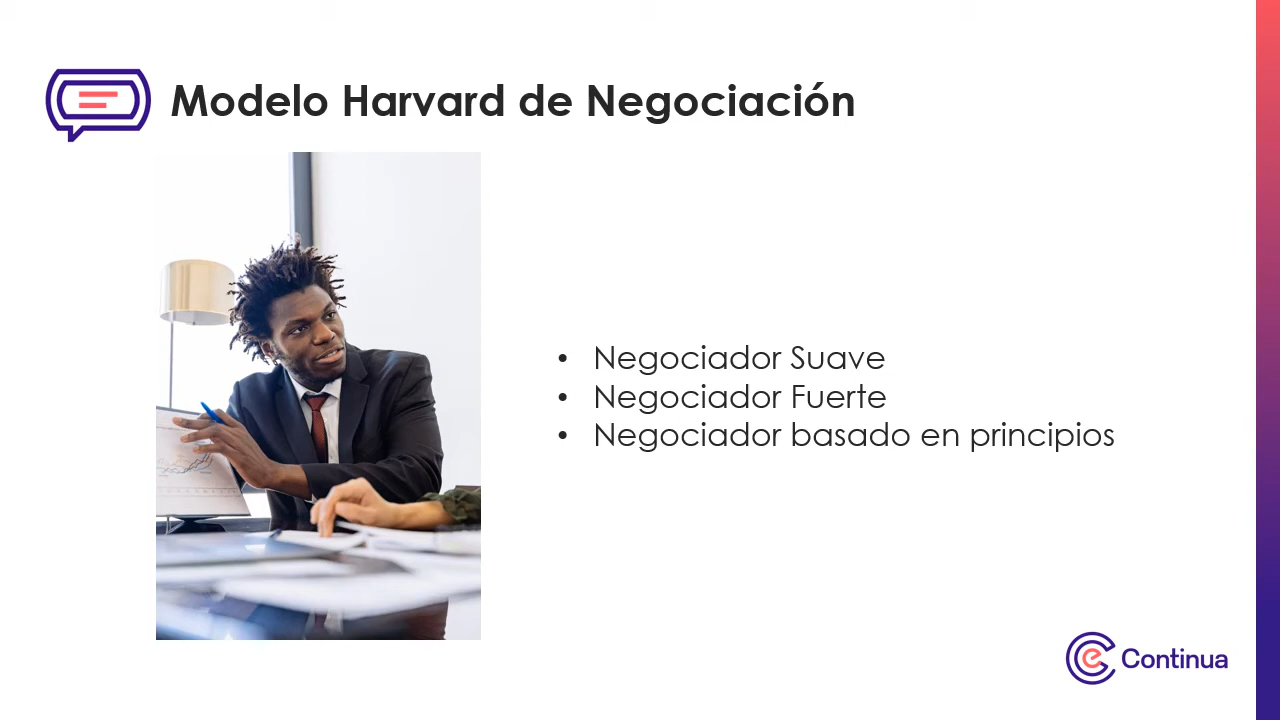 Modelo Harvard de Negociación
• Negociador Suave
• Negociador Fuerte
• Negociador basado en principios
Continua